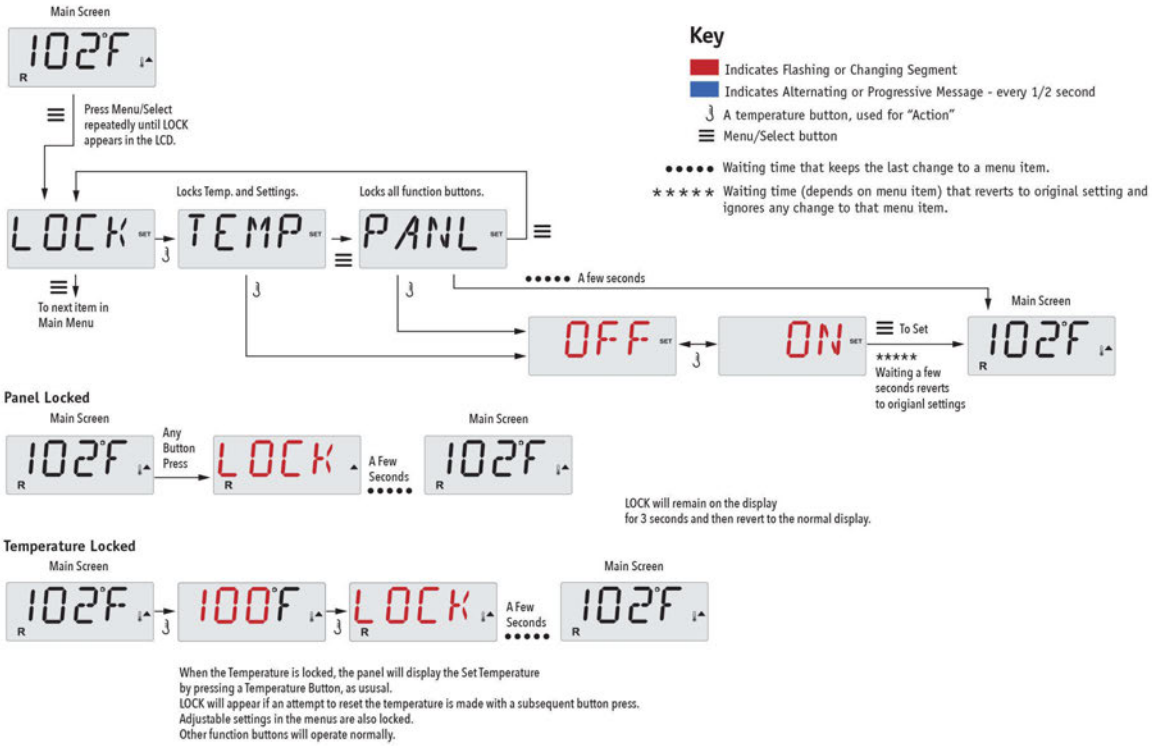 Main Screen
102°F
R
Press Menu/Select
repeatedly until LOCK
appears in the LCD.
Key
Indicates Flashing or Changing Segment
Indicates Alternating or Progressive Message - every 1/2 second
A temperature button, used for “Action”
Menu/Select button
••••• Waiting time that keeps the last change to a menu item.
***** Waiting time (depends on menu item) that reverts to original setting and
ignores any change to that menu item.
Locks Temp. and Settings.
Locks all function buttons.
LOCK SET
TEMP SET
PANL SET
To next item in
Main Menu
••••• A few seconds
Main Screen
OFF SET
ON SET
To Set
*****
Waiting a few
seconds reverts
to origianl settings
102°F
R
Panel Locked
Main Screen
102°F
R
Any
Button
Press
LOCK
R
A Few
Seconds
•••••
Main Screen
102°F
R
LOCK will remain on the display
for 3 seconds and then revert to the normal display.
Temperature Locked
Main Screen
102°F
R
100°F
LOCK
R
A Few
Seconds
•••••
Main Screen
102°F
R
When the Temperature is locked, the panel will display the Set Temperature
by pressing a Temperature Button, as ususal.
LOCK will appear if an attempt to reset the temperature is made with a subsequent button press.
Adjustable settings in the menus are also locked.
Other function buttons will operate normally.